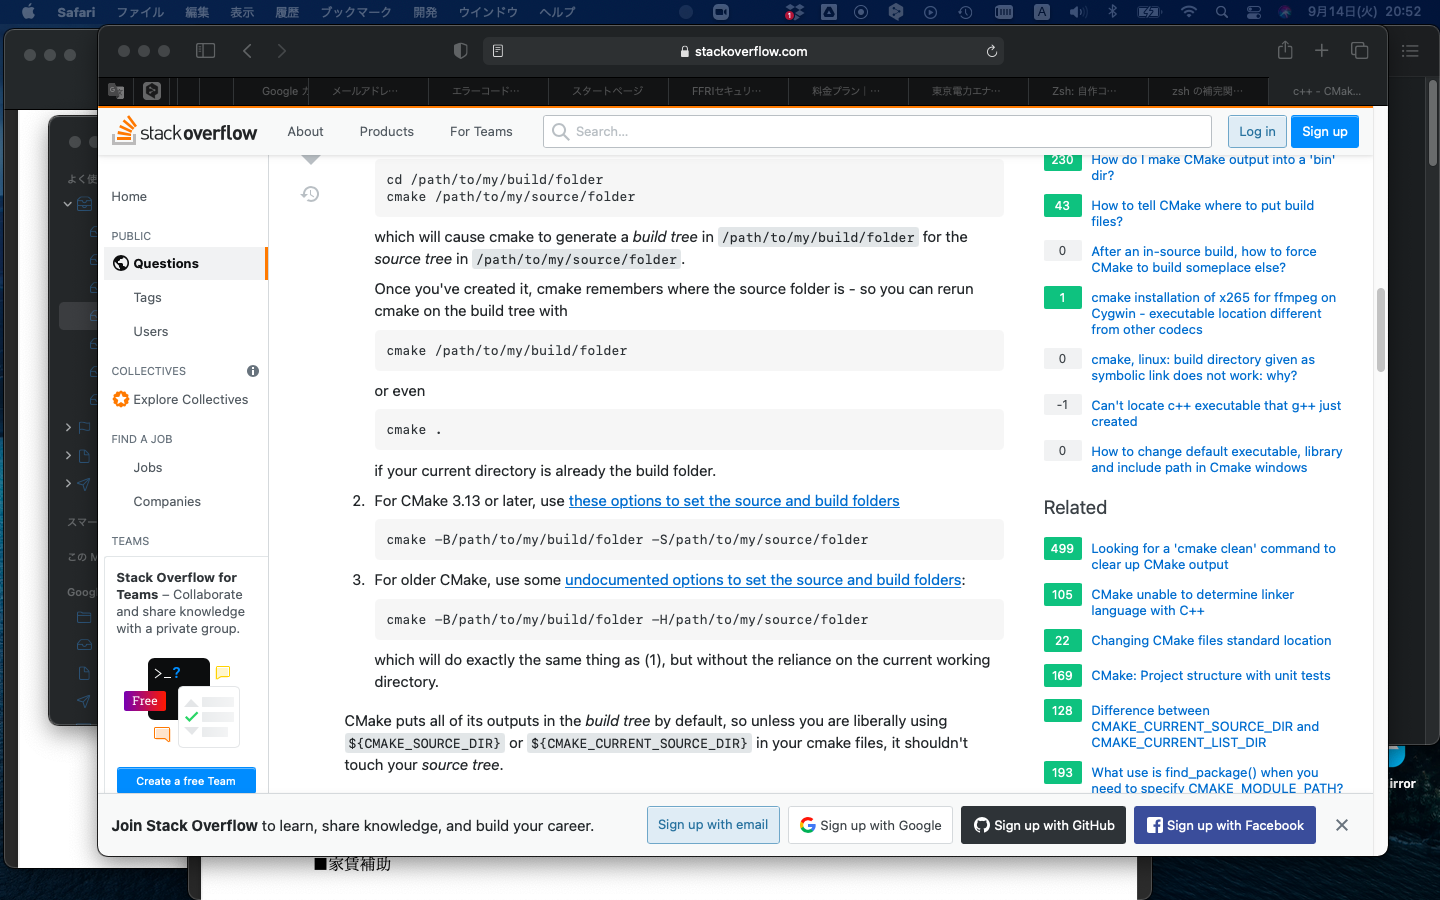 Safari ファイル 編集 表示 履歴 ブックマーク 開発 ウインドウ ヘルプ
9月14日(火) 20:52
stackoverflow.com
Google
メールアドレ…
エラーコード…
スタートページ
FFRIセキュリ…
料金プラン｜…
東京電力エナ…
Zsh: 自作コ…
zsh の補完関…
c++ - CMak…
stackoverflow
About
Products
For Teams
Search…
Log in
Sign up
Home
PUBLIC
Questions
Tags
Users
COLLECTIVES
Explore Collectives
FIND A JOB
Jobs
Companies
TEAMS
Stack Overflow for
Teams – Collaborate
and share knowledge
with a private group.
>_?
Free
Create a free Team
cd /path/to/my/build/folder
cmake /path/to/my/source/folder
which will cause cmake to generate a build tree in /path/to/my/build/folder for the
source tree in /path/to/my/source/folder.
Once you've created it, cmake remembers where the source folder is - so you can rerun
cmake on the build tree with
cmake /path/to/my/build/folder
or even
cmake .
if your current directory is already the build folder.
2. For CMake 3.13 or later, use these options to set the source and build folders
cmake -B/path/to/my/build/folder -S/path/to/my/source/folder
3. For older CMake, use some undocumented options to set the source and build folders:
cmake -B/path/to/my/build/folder -H/path/to/my/source/folder
which will do exactly the same thing as (1), but without the reliance on the current working
directory.
CMake puts all of its outputs in the build tree by default, so unless you are liberally using
${CMAKE_SOURCE_DIR} or ${CMAKE_CURRENT_SOURCE_DIR} in your cmake files, it shouldn't
touch your source tree.
230 How do I make CMake output into a 'bin'
dir?
43 How to tell CMake where to put build
files?
0 After an in-source build, how to force
CMake to build someplace else?
1 cmake installation of x265 for ffmpeg on
Cygwin - executable location different
from other codecs
0 cmake, linux: build directory given as
symbolic link does not work: why?
-1 Can't locate c++ executable that g++ just
created
0 How to change default executable, library
and include path in Cmake windows
Related
499 Looking for a 'cmake clean' command to
clear up CMake output
105 CMake unable to determine linker
language with C++
22 Changing CMake files standard location
169 CMake: Project structure with unit tests
128 Difference between
CMAKE_CURRENT_SOURCE_DIR and
CMAKE_CURRENT_LIST_DIR
193 What use is find_package() when you
need to specify CMAKE_MODULE_PATH?
Join Stack Overflow to learn, share knowledge, and build your career.
Sign up with email
Sign up with Google
Sign up with GitHub
Sign up with Facebook
よく使
スマー
この M
Googl
irror
■家賃補助